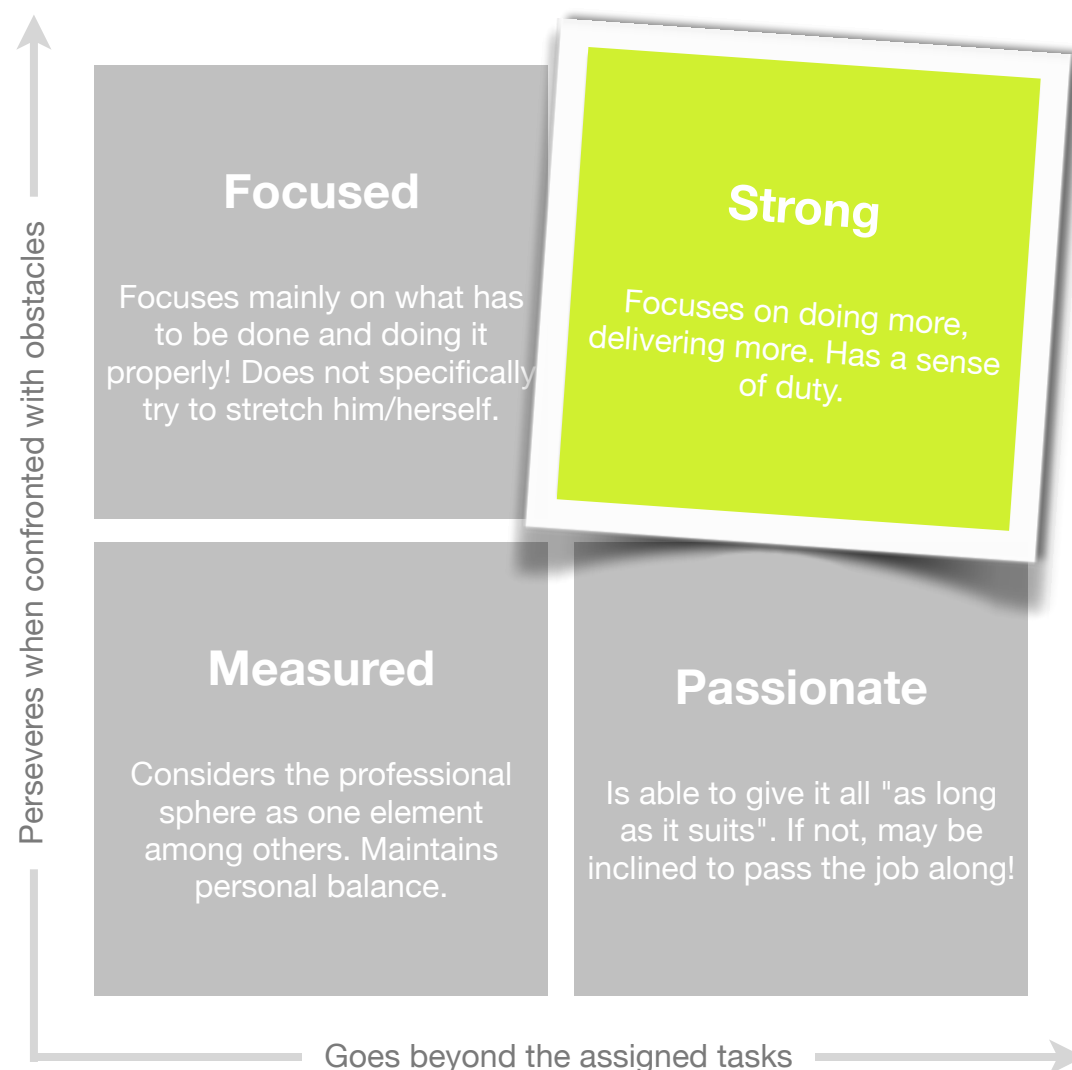 Perseveres when confronted with obstacles
Focused
Focuses mainly on what has
to be done and doing it
properly! Does not specifically
try to stretch him/herself.
Strong
Focuses on doing more,
delivering more. Has a sense
of duty.
Measured
Considers the professional
sphere as one element
among others. Maintains
personal balance.
Passionate
Is able to give it all "as long
as it suits". If not, may be
inclined to pass the job along!
Goes beyond the assigned tasks